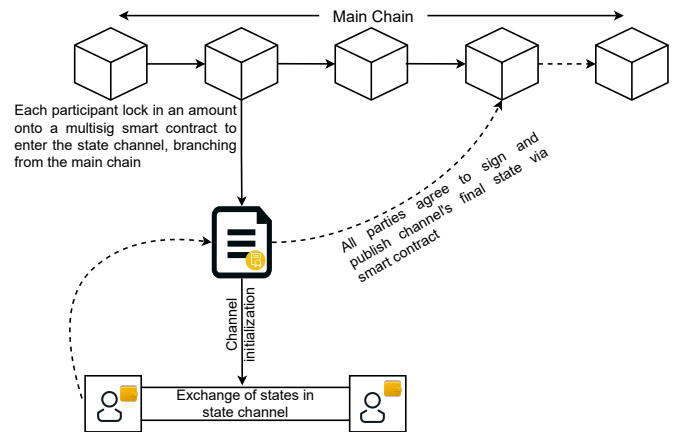 Main Chain
Each participant lock in an amount
onto a multisig smart contract to
enter the state channel, branching
from the main chain
All parties agree to sign and
publish channel's final state via
smart contract
Channel
initialization
Exchange of states in
state channel